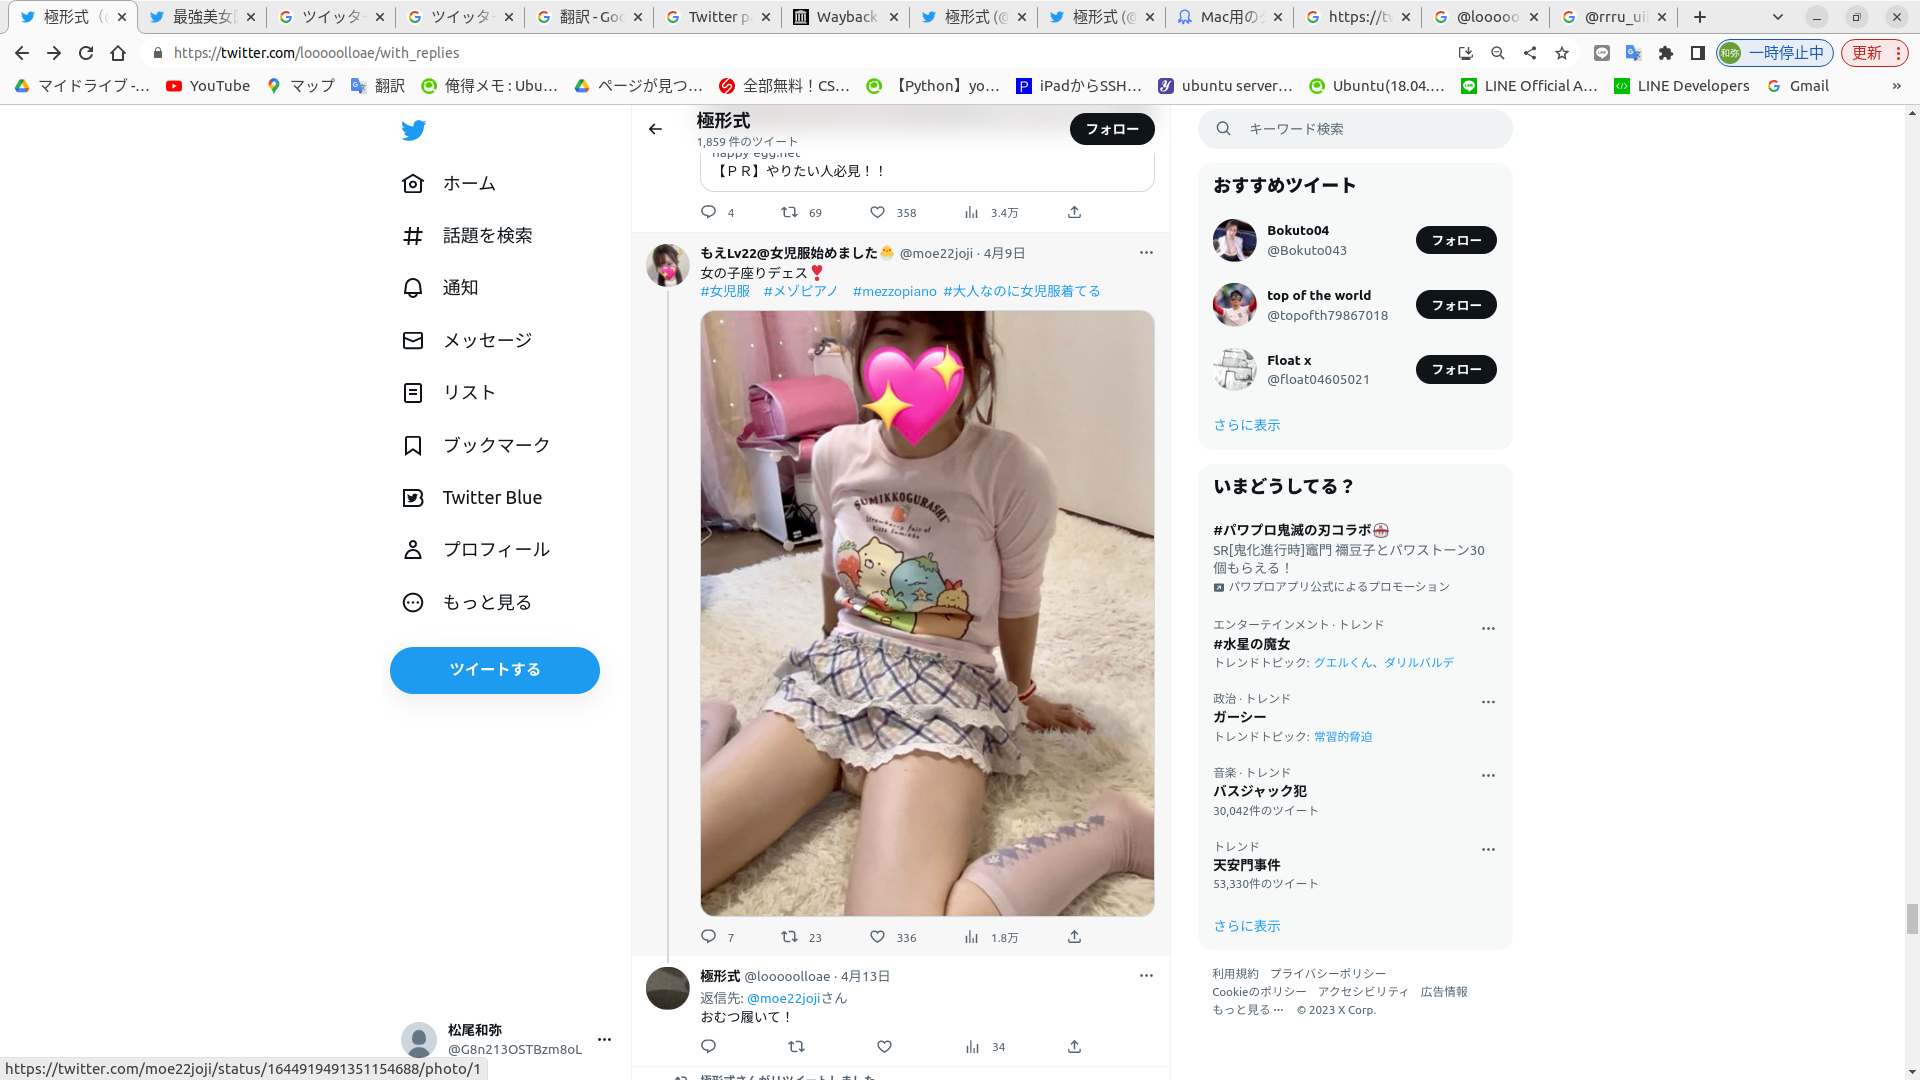 極形式 (@
最強美女
ツイッター
ツイッター
翻訳 - Goo
Twitter p
Wayback
極形式 (@
極形式 (@
Mac用の
https://tw
@looooo
@rrru_uii
https://twitter.com/looooolloae/with_replies
一時停止中
更新
マイドライブ -...
YouTube
マップ
翻訳
俺得メモ : Ubu...
ページが見つ...
全部無料！CS...
【Python】yo...
iPadからSSH...
ubuntu server...
Ubuntu(18.04....
LINE Official A...
LINE Developers
Gmail
»
ホーム
話題を検索
通知
メッセージ
リスト
ブックマーク
Twitter Blue
プロフィール
もっと見る
ツイートする
松尾和弥
@G8n213OSTBzm8oL
https://twitter.com/moe22joji/status/1644919491351154688/photo/1
極形式
1,859 件のツイート
フォロー
happy-egg.net
【ＰＲ】やりたい人必見！！
4 69 358 3.4万
もえLv22@女児服始めました🐣 @moe22joji · 4月9日
女の子座りデェス❣️
#女児服 #メゾピアノ #mezzopiano #大人なのに女児服着てる
SUMIKKOGURASHI
Strawberry fair of
7 23 336 1.8万
極形式 @looooolloae · 4月13日
返信先: @moe22jojiさん
おむつ履いて！
34
極形式さんがリツイートしました
キーワード検索
おすすめツイート
Bokuto04
@Bokuto043
フォロー
top of the world
@topofth79867018
フォロー
Float x
@float04605021
フォロー
さらに表示
いまどうしてる？
#パワプロ鬼滅の刃コラボ
SR[鬼化進行時]竈門 禰豆子とパワストーン30
個もらえる！
パワプロアプリ公式によるプロモーション
エンターテインメント · トレンド
#水星の魔女
トレンドトピック: グエルくん、ダリルバルデ
政治 · トレンド
ガーシー
トレンドトピック: 常習的脅迫
音楽 · トレンド
バスジャック犯
30,042件のツイート
トレンド
天安門事件
53,330件のツイート
さらに表示
利用規約 プライバシーポリシー
Cookieのポリシー アクセシビリティ 広告情報
もっと見る ··· © 2023 X Corp.